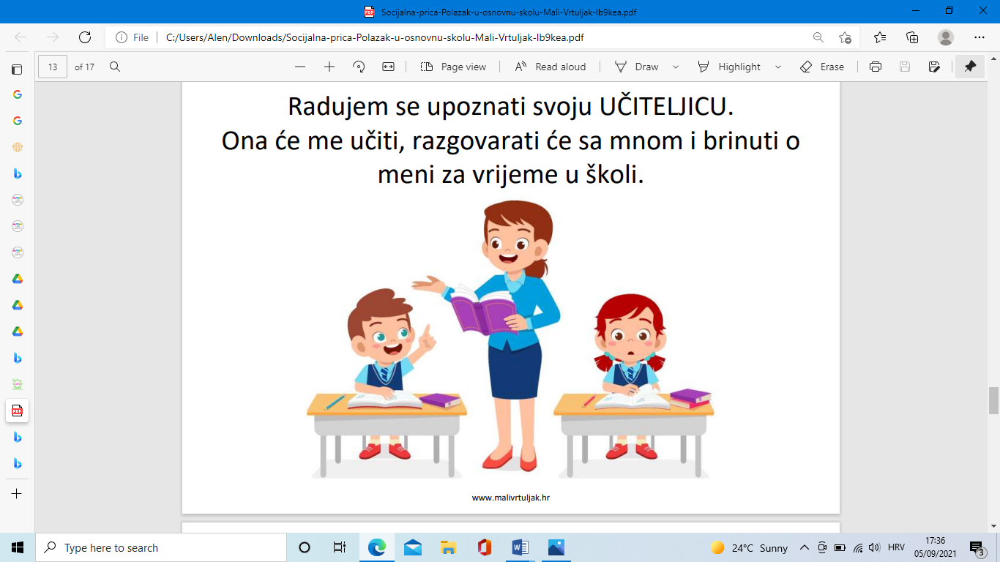 Socijalna-prica-Polazak-u-osnovnu-skolu-Mali-Vrtuljak-lb9kea.pdf
File
C:/Users/Alen/Downloads/Socijalna-prica-Polazak-u-osnovnu-skolu-Mali-Vrtuljak-lb9kea.pdf
13 of 17 Page view Read aloud Draw Highlight Erase
Radujem se upoznati svoju UČITELJICU.
Ona će me učiti, razgovarati će sa mnom i brinuti o
meni za vrijeme u školi.
www.malivrtuljak.hr
PDF
Type here to search
24°C Sunny HRV
17:36
05/09/2021
3